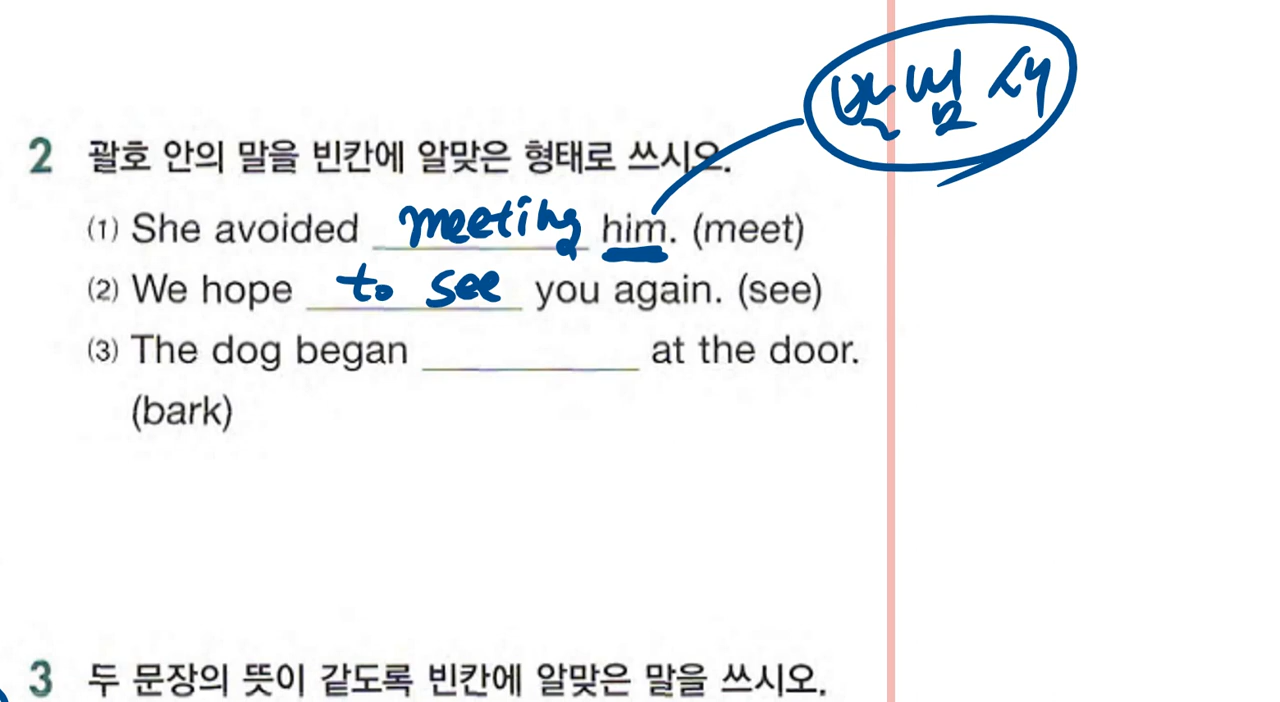 반범서
2 괄호 안의 말을 빈칸에 알맞은 형태로 쓰시오.
(1) She avoided meeting him. (meet)
(2) We hope to see you again. (see)
(3) The dog began ________ at the door.
(bark)
3 두 문장의 뜻이 같도록 빈칸에 알맞은 말을 쓰시오.